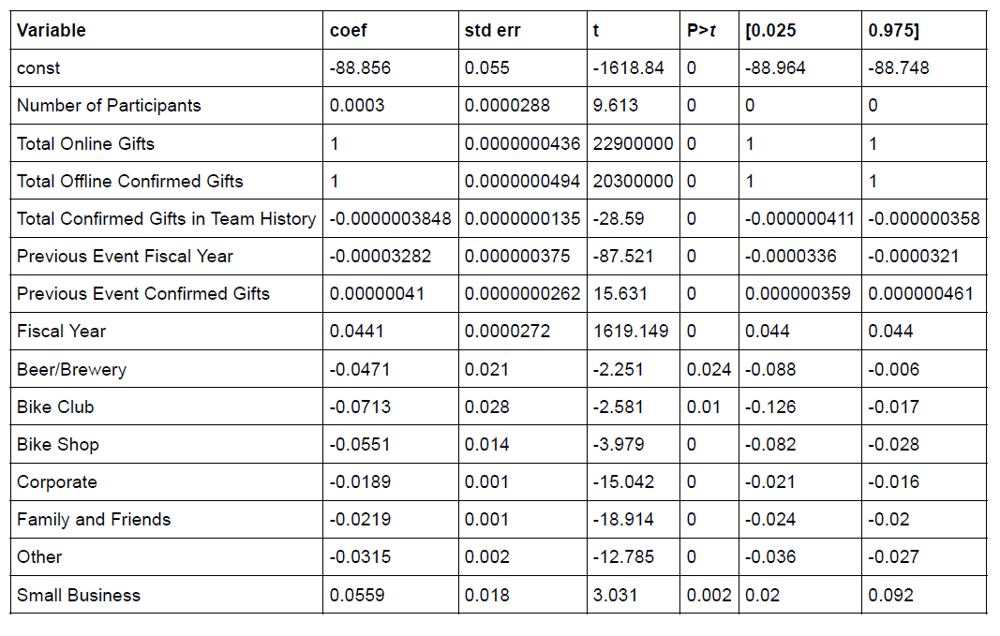 Variable coef std err t P>t [0.025 0.975]
const -88.856 0.055 -1618.84 0 -88.964 -88.748
Number of Participants 0.0003 0.0000288 9.613 0 0 0
Total Online Gifts 1 0.0000000436 22900000 0 1 1
Total Offline Confirmed Gifts 1 0.0000000494 20300000 0 1 1
Total Confirmed Gifts in Team History -0.0000003848 0.0000000135 -28.59 0 -0.000000411 -0.000000358
Previous Event Fiscal Year -0.00003282 0.000000375 -87.521 0 -0.0000336 -0.0000321
Previous Event Confirmed Gifts 0.00000041 0.0000000262 15.631 0 0.000000359 0.000000461
Fiscal Year 0.0441 0.0000272 1619.149 0 0.044 0.044
Beer/Brewery -0.0471 0.021 -2.251 0.024 -0.088 -0.006
Bike Club -0.0713 0.028 -2.581 0.01 -0.126 -0.017
Bike Shop -0.0551 0.014 -3.979 0 -0.082 -0.028
Corporate -0.0189 0.001 -15.042 0 -0.021 -0.016
Family and Friends -0.0219 0.001 -18.914 0 -0.024 -0.02
Other -0.0315 0.002 -12.785 0 -0.036 -0.027
Small Business 0.0559 0.018 3.031 0.002 0.02 0.092